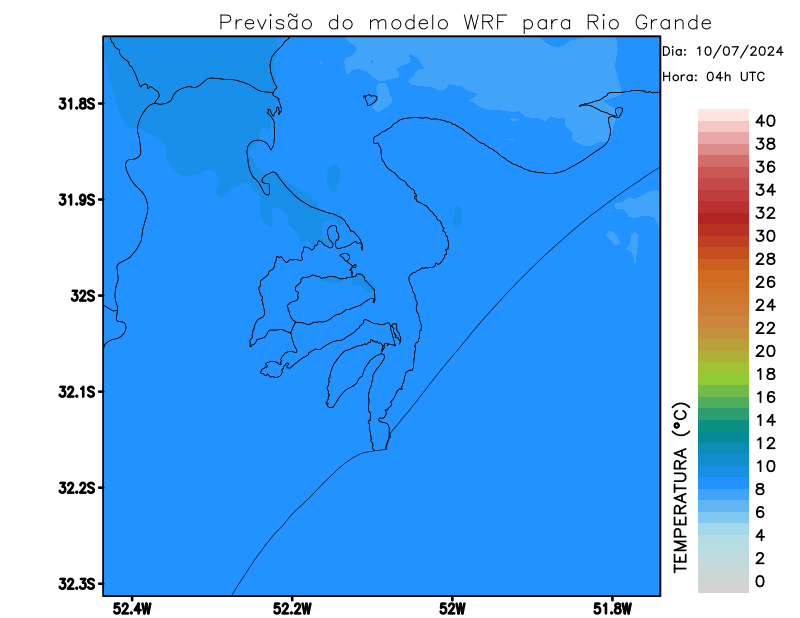 Previsão do modelo WRF para Rio Grande
Dia: 10/07/2024
Hora: 04h UTC
31.8S
31.9S
32S
32.1S
32.2S
32.3S
52.4W
52.2W
52W
51.8W
TEMPERATURA (°C)
40
38
36
34
32
30
28
26
24
22
20
18
16
14
12
10
8
6
4
2
0